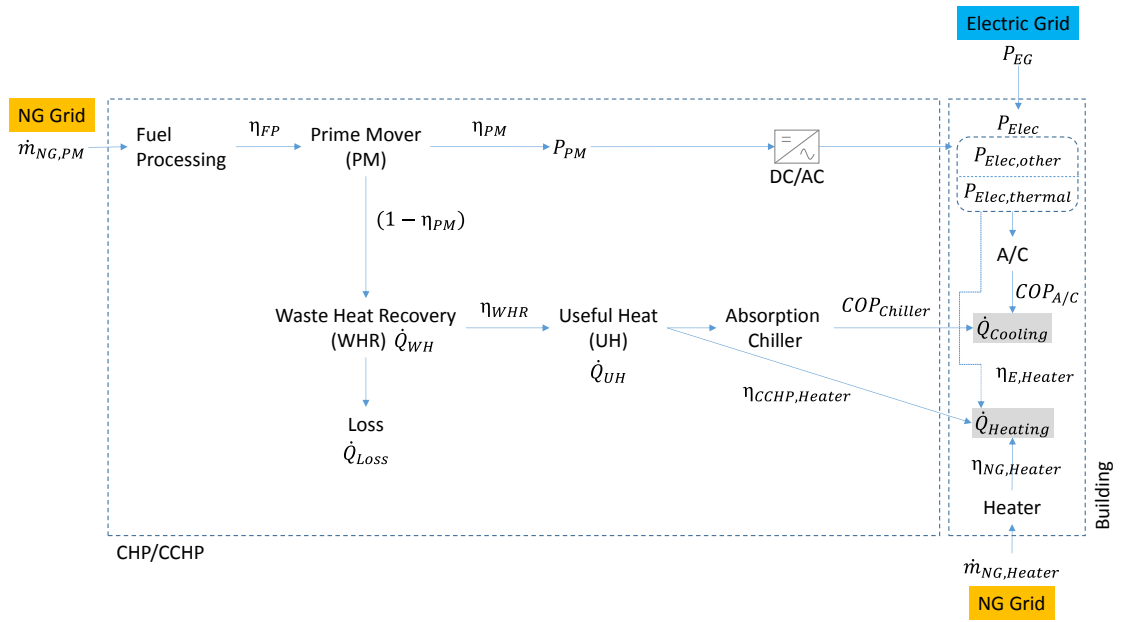 Electric Grid
P_EG
NG Grid
ṁ_NG,PM
Fuel
Processing
η_FP
Prime Mover
(PM)
η_PM
P_PM
DC/AC
P_Elec
P_Elec,other
P_Elec,thermal
(1 − η_PM)
A/C
COP_A/C
Waste Heat Recovery
(WHR) Q̇_WH
η_WHR
Useful Heat
(UH)
Q̇_UH
Absorption
Chiller
COP_Chiller
Q̇_Cooling
η_E,Heater
η_CCHP,Heater
Loss
Q̇_Loss
Q̇_Heating
η_NG,Heater
Heater
Building
CHP/CCHP
ṁ_NG,Heater
NG Grid